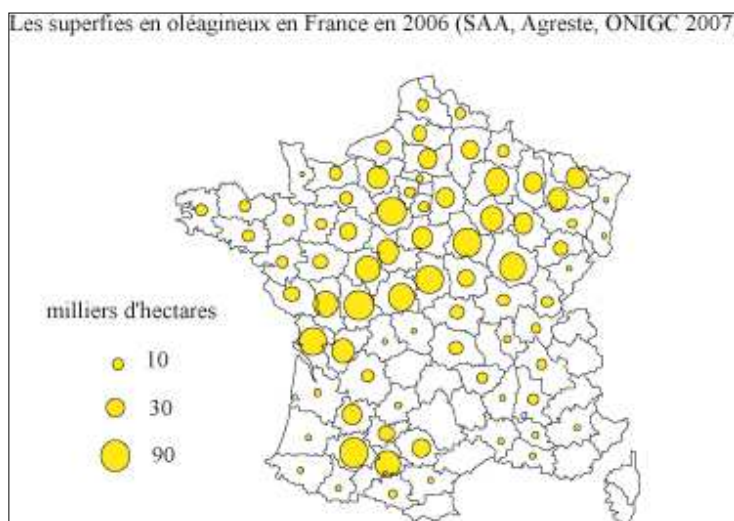 Les superfies en oléagineux en France en 2006 (SAA, Agreste, ONIGC 2007
milliers d'hectares
10
30
90